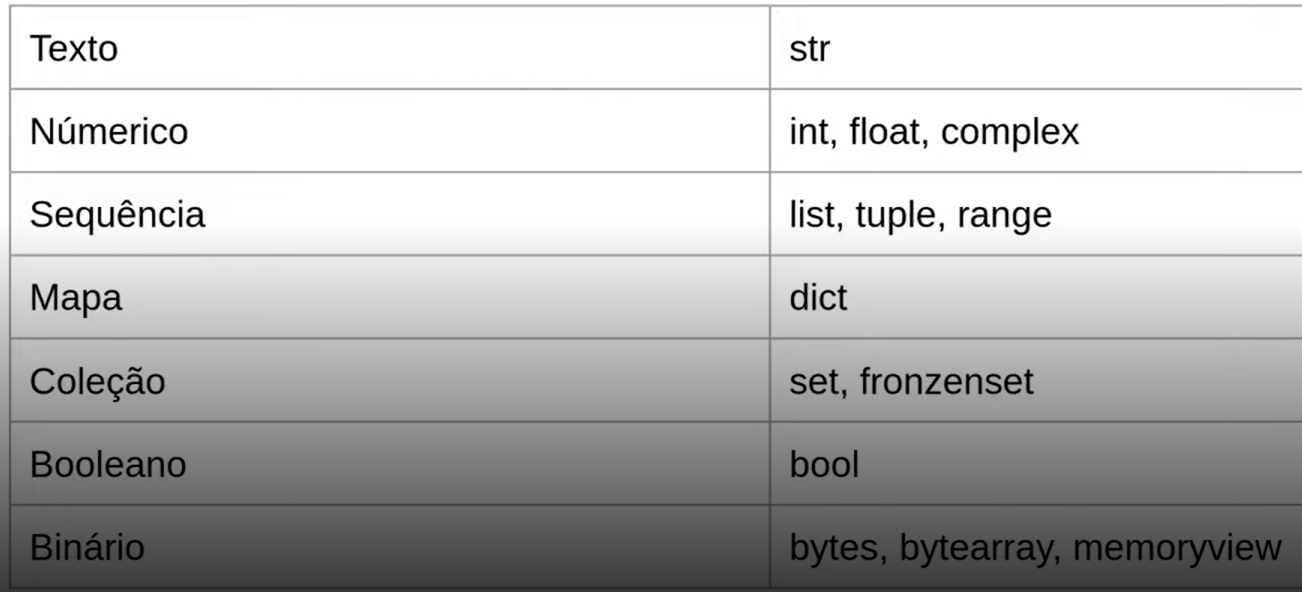 Texto str
Númerico int, float, complex
Sequência list, tuple, range
Mapa dict
Coleção set, fronzenset
Booleano bool
Binário bytes, bytearray, memoryview